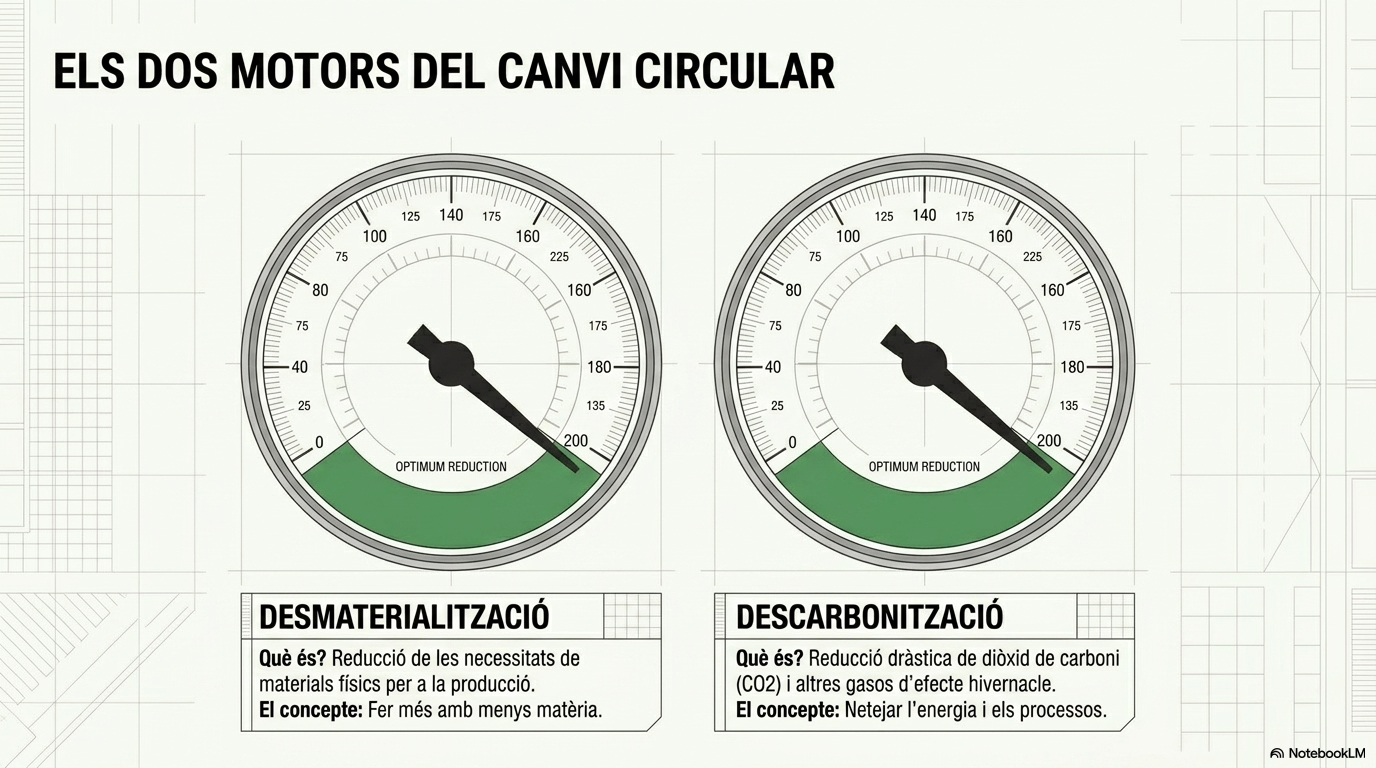 ELS DOS MOTORS DEL CANVI CIRCULAR
125 140 175
100 160
75 225
80 160
75 175
40 180
25 135
0 200
OPTIMUM REDUCTION
125 140 175
100 160
75 225
80 160
75 175
40 180
25 135
0 200
OPTIMUM REDUCTION
DESMATERIALITZACIÓ
Què és? Reducció de les necessitats de
materials físics per a la producció.
El concepte: Fer més amb menys matèria.
DESCARBONITZACIÓ
Què és? Reducció dràstica de diòxid de carboni
(CO2) i altres gasos d'efecte hivernacle.
El concepte: Netejar l'energia i els processos.
NotebookLM